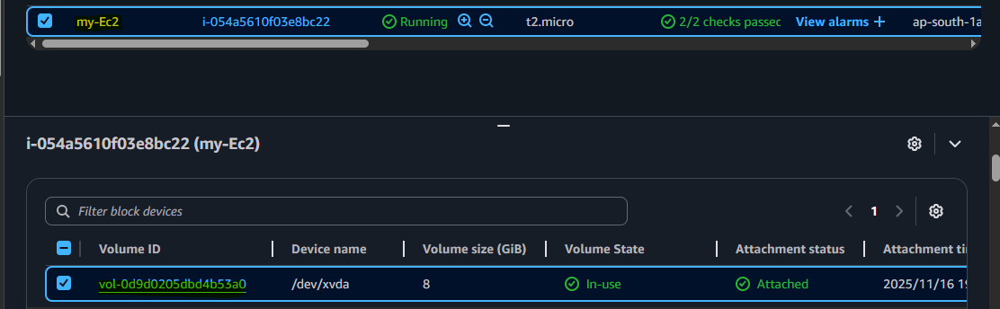 my-Ec2 i-054a5610f03e8bc22 Running t2.micro 2/2 checks passec View alarms + ap-south-1a
i-054a5610f03e8bc22 (my-Ec2)
Filter block devices 1
Volume ID Device name Volume size (GiB) Volume State Attachment status Attachment ti
vol-0d9d0205dbd4b53a0 /dev/xvda 8 In-use Attached 2025/11/16 19